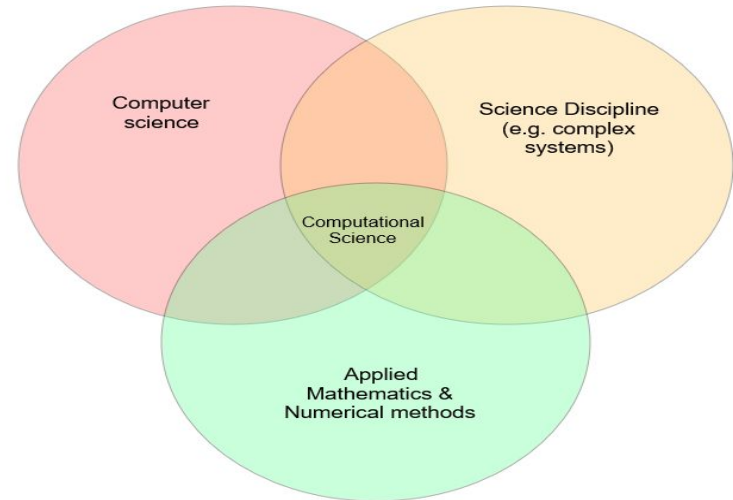 Computer
science
Science Discipline
(e.g. complex
systems)
Computational
Science
Applied
Mathematics &
Numerical methods